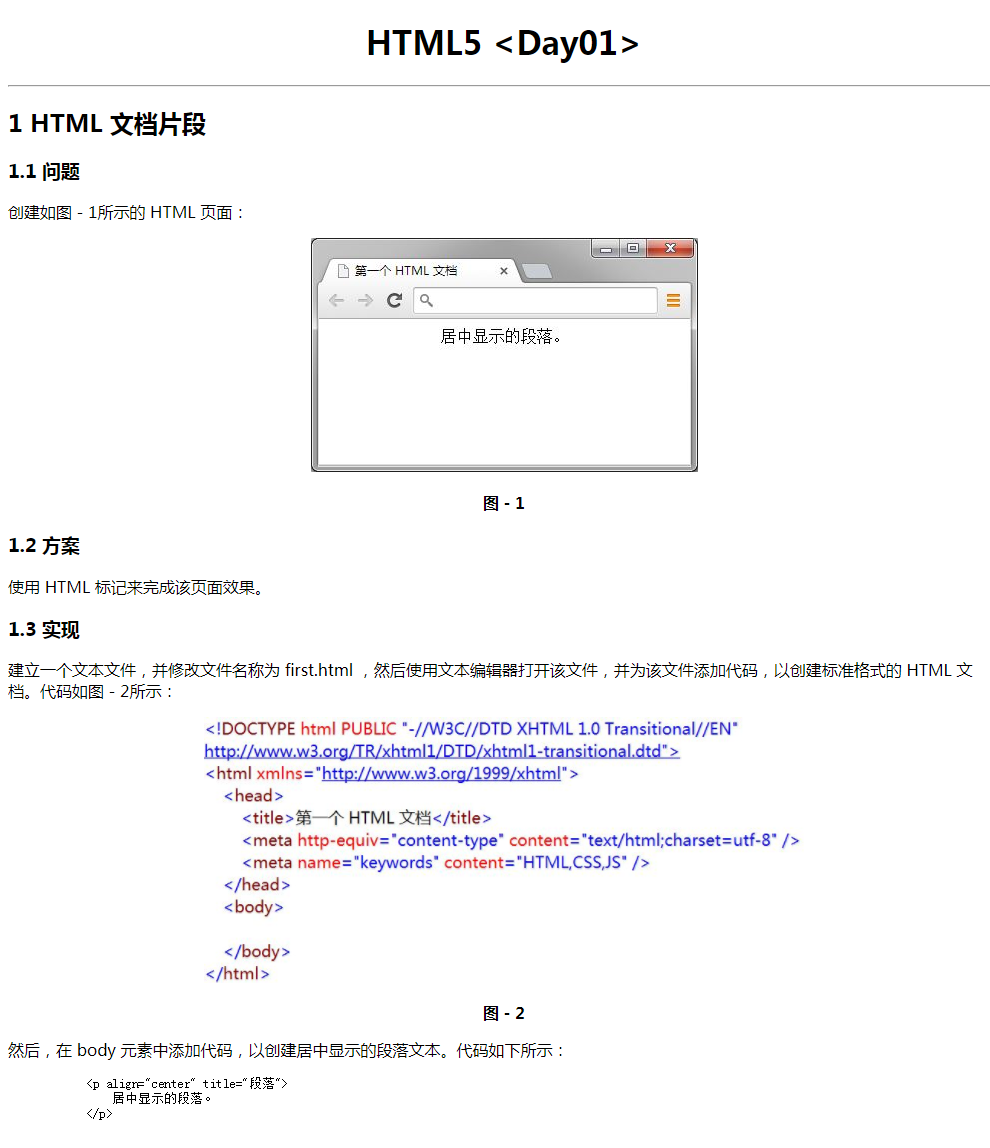 HTML5 <Day01>
1 HTML 文档片段
1.1 问题
创建如图 - 1所示的 HTML 页面：
第一个 HTML 文档
居中显示的段落。
图 - 1
1.2 方案
使用 HTML 标记来完成该页面效果。
1.3 实现
建立一个文本文件，并修改文件名称为 first.html ，然后使用文本编辑器打开该文件，并为该文件添加代码，以创建标准格式的 HTML 文
档。代码如图 - 2所示：
<!DOCTYPE html PUBLIC "-//W3C//DTD XHTML 1.0 Transitional//EN"
http://www.w3.org/TR/xhtml1/DTD/xhtml1-transitional.dtd">
<html xmlns="http://www.w3.org/1999/xhtml">
<head>
<title>第一个 HTML 文档</title>
<meta http-equiv="content-type" content="text/html;charset=utf-8" />
<meta name="keywords" content="HTML,CSS,JS" />
</head>
<body>
</body>
</html>
图 - 2
然后，在 body 元素中添加代码，以创建居中显示的段落文本。代码如下所示：
<p align="center" title="段落">
居中显示的段落。
</p>